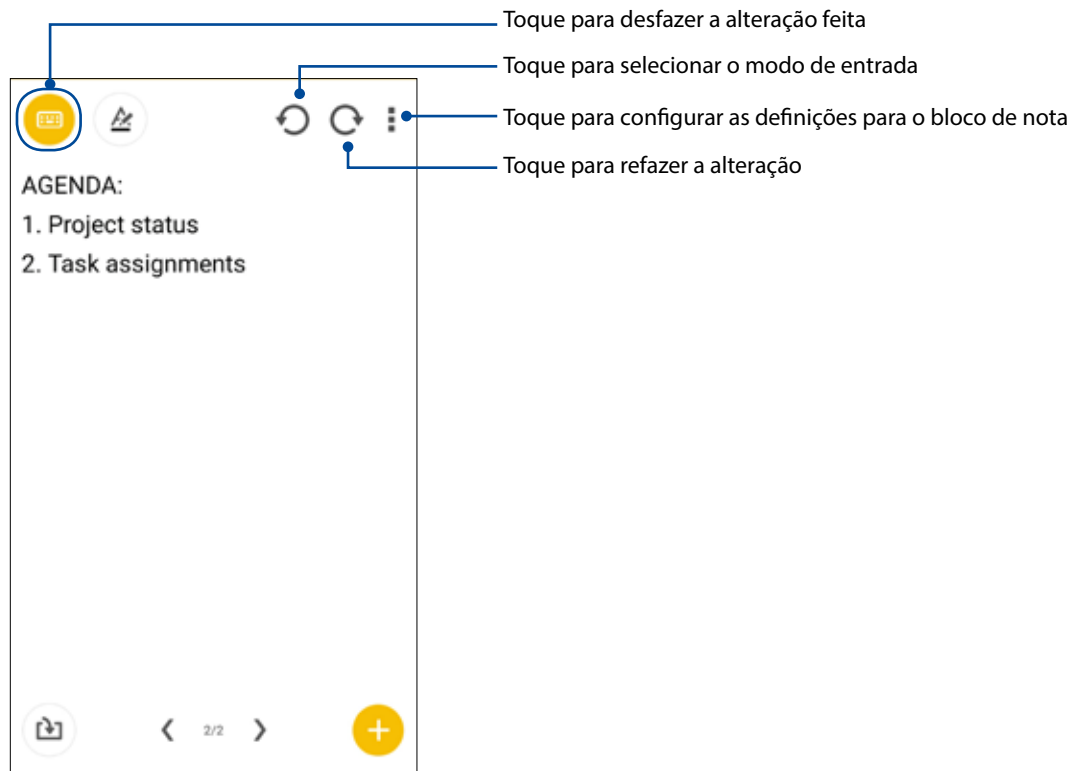 Toque para desfazer a alteração feita
Toque para selecionar o modo de entrada
Toque para configurar as definições para o bloco de nota
Toque para refazer a alteração
AGENDA:
1. Project status
2. Task assignments
2/2